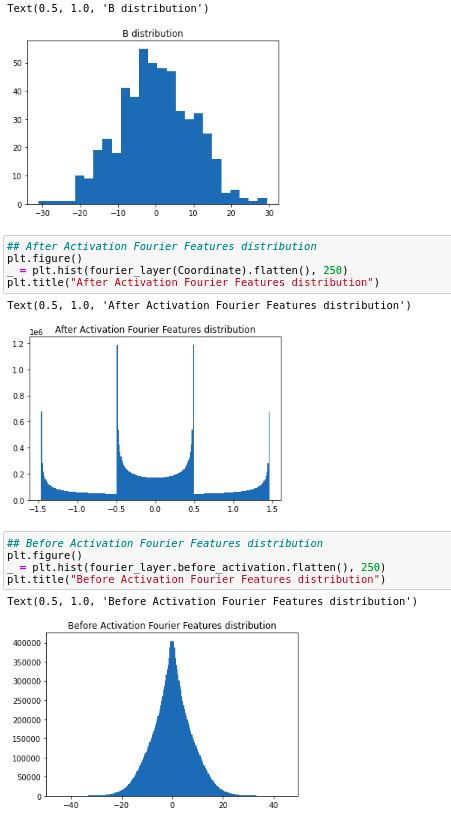 Text(0.5, 1.0, 'B distribution')
B distribution
50
40
30
20
10
0
−30 −20 −10 0 10 20 30
## After Activation Fourier Features distribution
plt.figure()
_ = plt.hist(fourier_layer(Coordinate).flatten(), 250)
plt.title("After Activation Fourier Features distribution")
Text(0.5, 1.0, 'After Activation Fourier Features distribution')
1e6 After Activation Fourier Features distribution
1.2
1.0
0.8
0.6
0.4
0.2
0.0
−1.5 −1.0 −0.5 0.0 0.5 1.0 1.5
## Before Activation Fourier Features distribution
plt.figure()
_ = plt.hist(fourier_layer.before_activation.flatten(), 250)
plt.title("Before Activation Fourier Features distribution")
Text(0.5, 1.0, 'Before Activation Fourier Features distribution')
Before Activation Fourier Features distribution
400000
350000
300000
250000
200000
150000
100000
50000
0
−40 −20 0 20 40